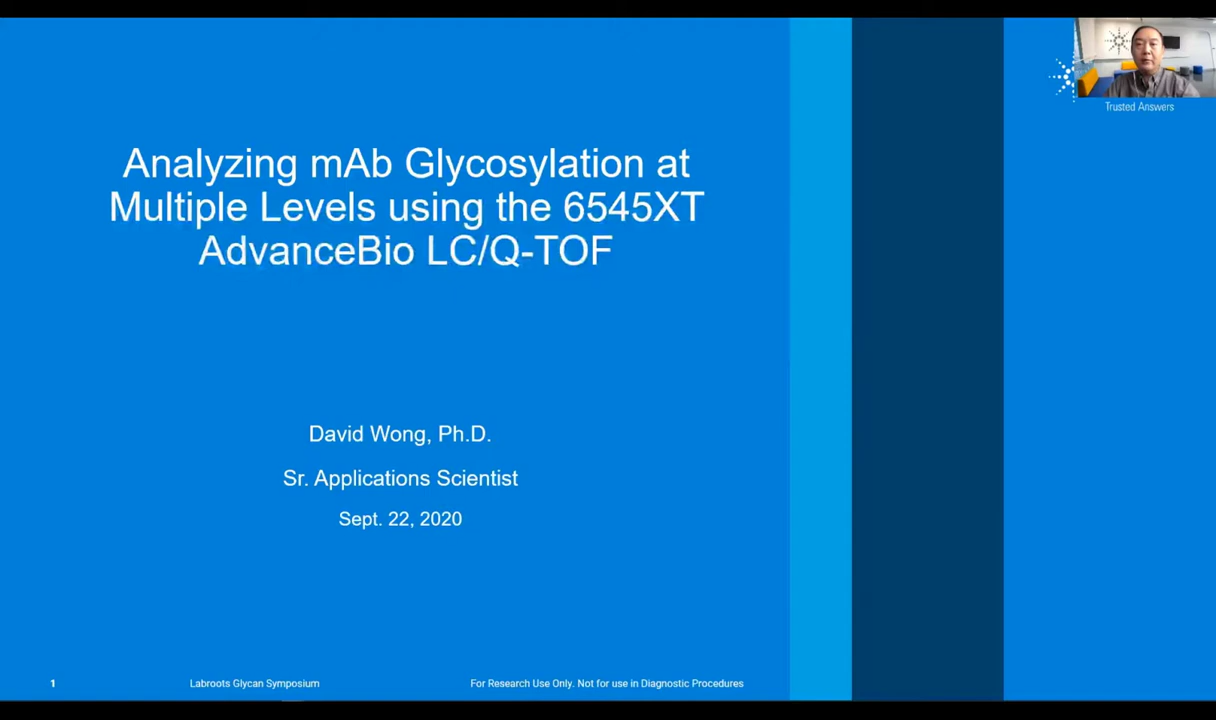 Trusted Answers
Analyzing mAb Glycosylation at
Multiple Levels using the 6545XT
AdvanceBio LC/Q-TOF
David Wong, Ph.D.
Sr. Applications Scientist
Sept. 22, 2020
1
Labroots Glycan Symposium
For Research Use Only. Not for use in Diagnostic Procedures